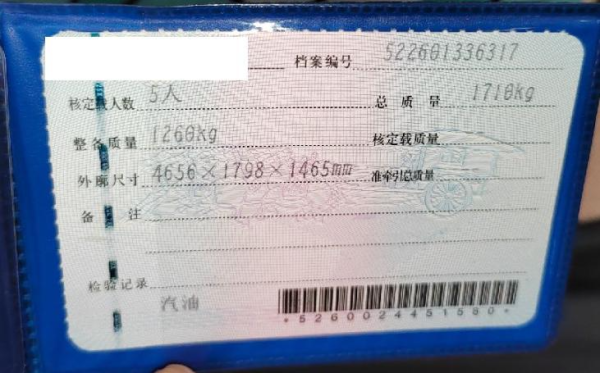 档案编号 522601336317
核定载人数 5人 总质量 1710kg
整备质量 1260kg 核定载质量
外廓尺寸 4656×1798×1465mm 准牵引总质量
备注
检验记录
汽油
*5260024451580*